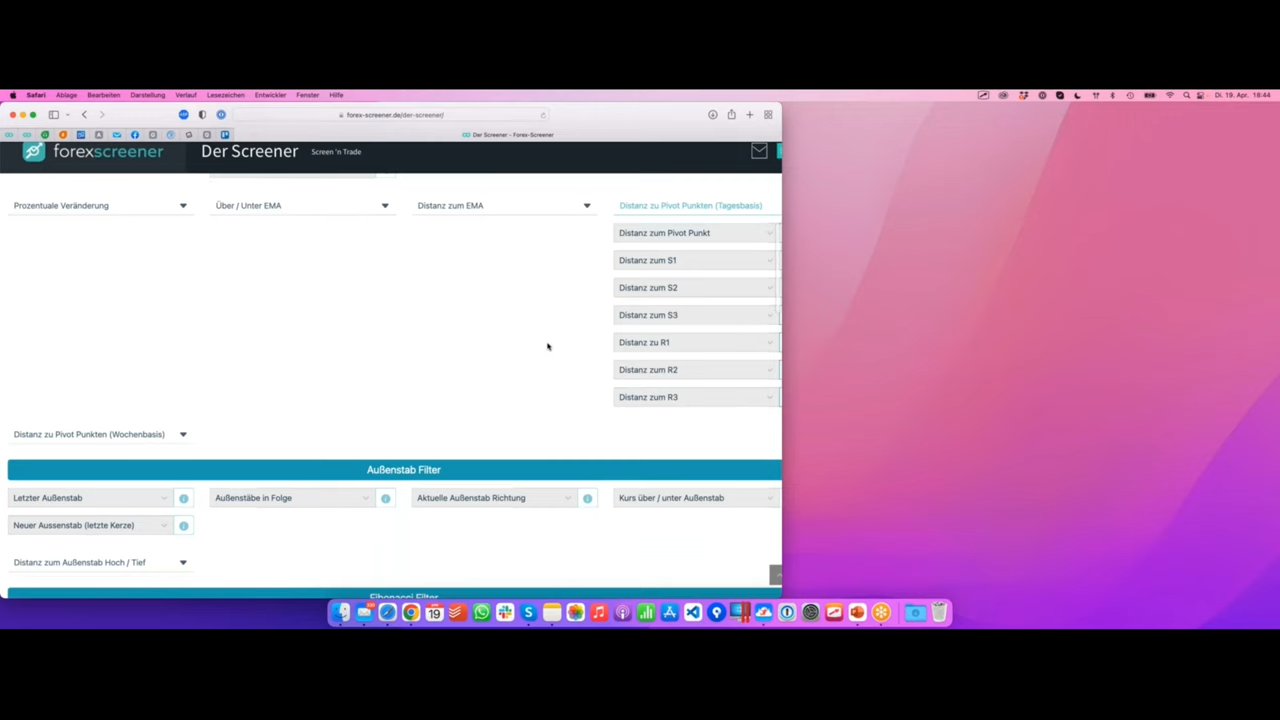 Safari Ablage Bearbeiten Darstellung Verlauf Lesezeichen Entwickler Fenster Hilfe Di. 19. Apr. 18:44
forex-screener.de/der-screener/
Der Screener - Forex-Screener
forexscreener Der Screener Screen 'n Trade
Prozentuale Veränderung Über / Unter EMA Distanz zum EMA Distanz zu Pivot Punkten (Tagesbasis)
Distanz zum Pivot Punkt
Distanz zum S1
Distanz zum S2
Distanz zum S3
Distanz zu R1
Distanz zum R2
Distanz zum R3
Distanz zu Pivot Punkten (Wochenbasis)
Außenstab Filter
Letzter Außenstab Außenstäbe in Folge Aktuelle Außenstab Richtung Kurs über / unter Außenstab
Neuer Aussenstab (letzte Kerze)
Distanz zum Außenstab Hoch / Tief
Fibonacci Filter
19